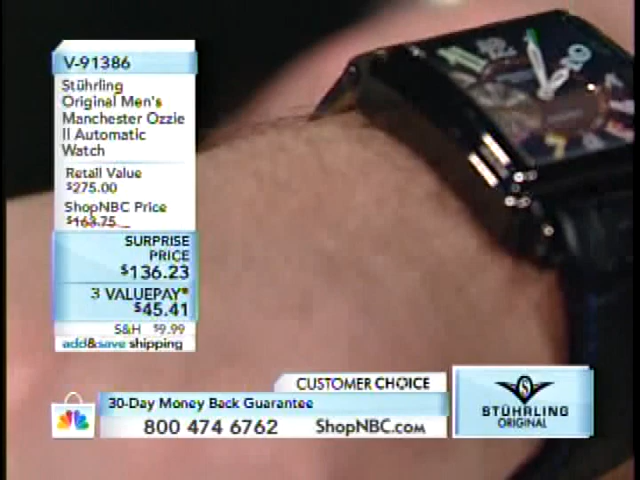 V-91386
Stührling
Original Men's
Manchester Ozzie
II Automatic
Watch
Retail Value
$275.00
ShopNBC Price
$163.75
SURPRISE
PRICE
$136.23
3 VALUEPAY®
$45.41
S&H $9.99
add&save shipping
CUSTOMER CHOICE
30-Day Money Back Guarantee
800 474 6762 ShopNBC.com
S
STÜHRLING
ORIGINAL